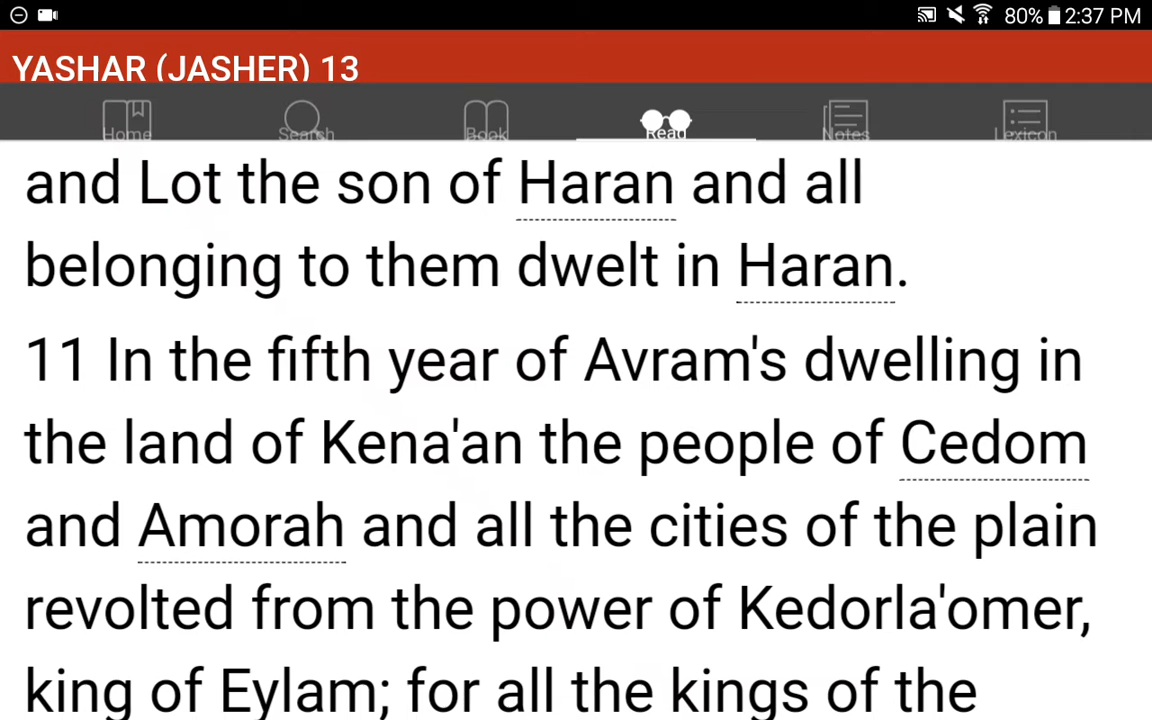 80% 2:37 PM
YASHAR (JASHER) 13
Home Search Book Read Notes Lexicon
and Lot the son of Haran and all
belonging to them dwelt in Haran.
11 In the fifth year of Avram's dwelling in
the land of Kena'an the people of Cedom
and Amorah and all the cities of the plain
revolted from the power of Kedorla'omer,
king of Eylam; for all the kings of the